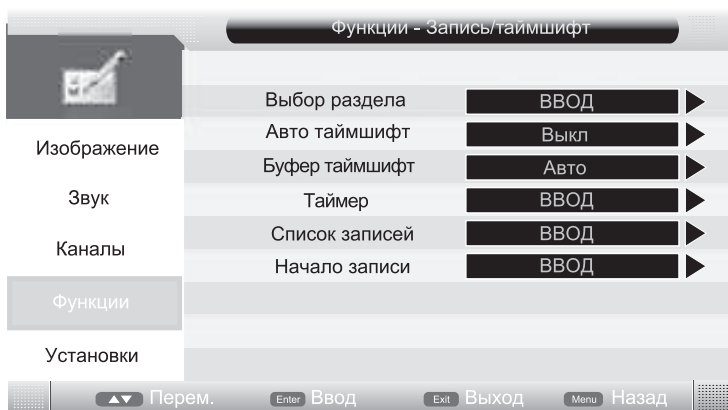 Функции - Запись/таймшифт
Изображение
Звук
Каналы
Функции
Установки
Выбор раздела ВВОД
Авто таймшифт Выкл
Буфер таймшифт Авто
Таймер ВВОД
Список записей ВВОД
Начало записи ВВОД
Перем. Enter Ввод Exit Выход Menu Назад